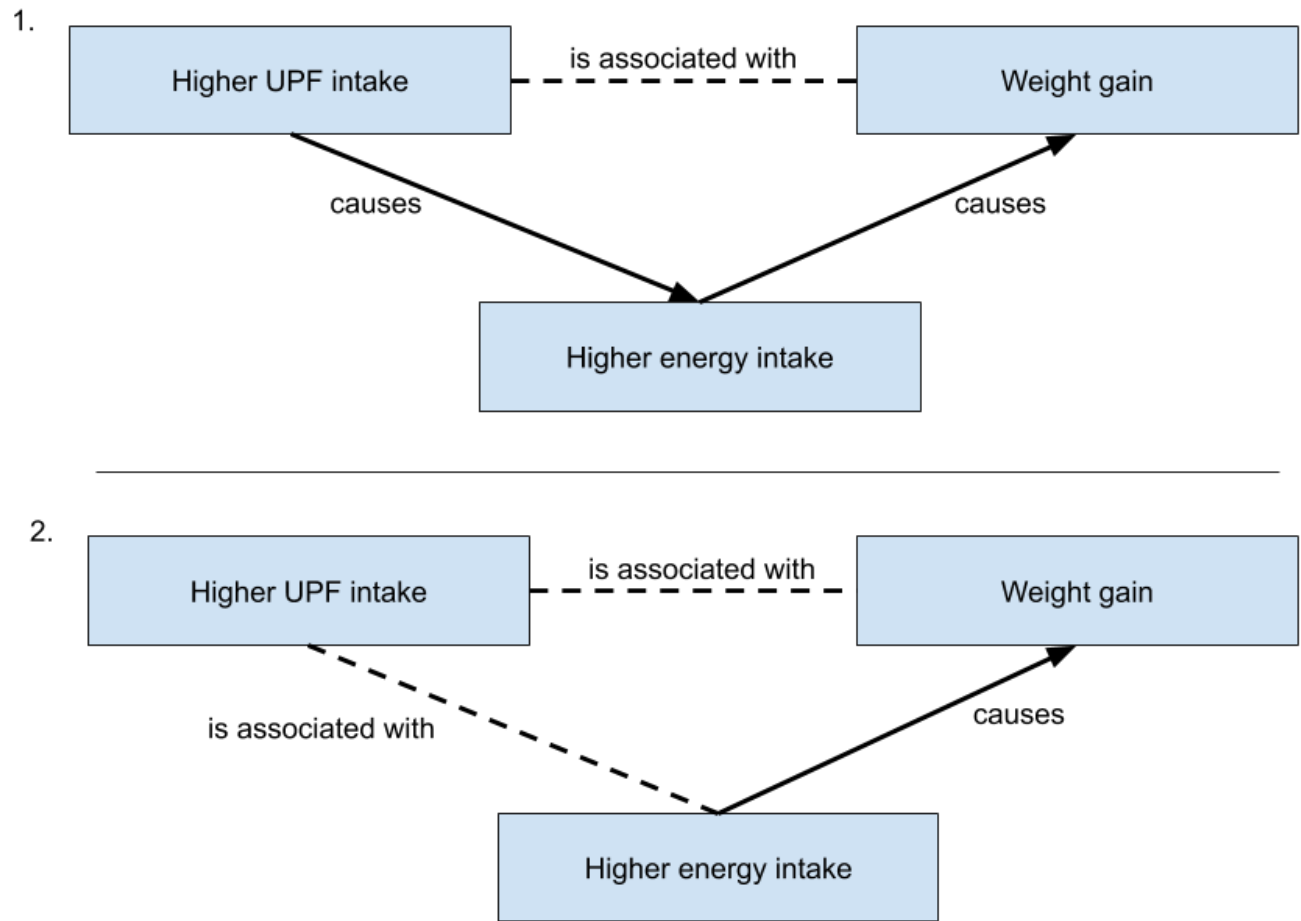 1.
Higher UPF intake
is associated with
Weight gain
causes
causes
Higher energy intake
2.
Higher UPF intake
is associated with
Weight gain
is associated with
causes
Higher energy intake